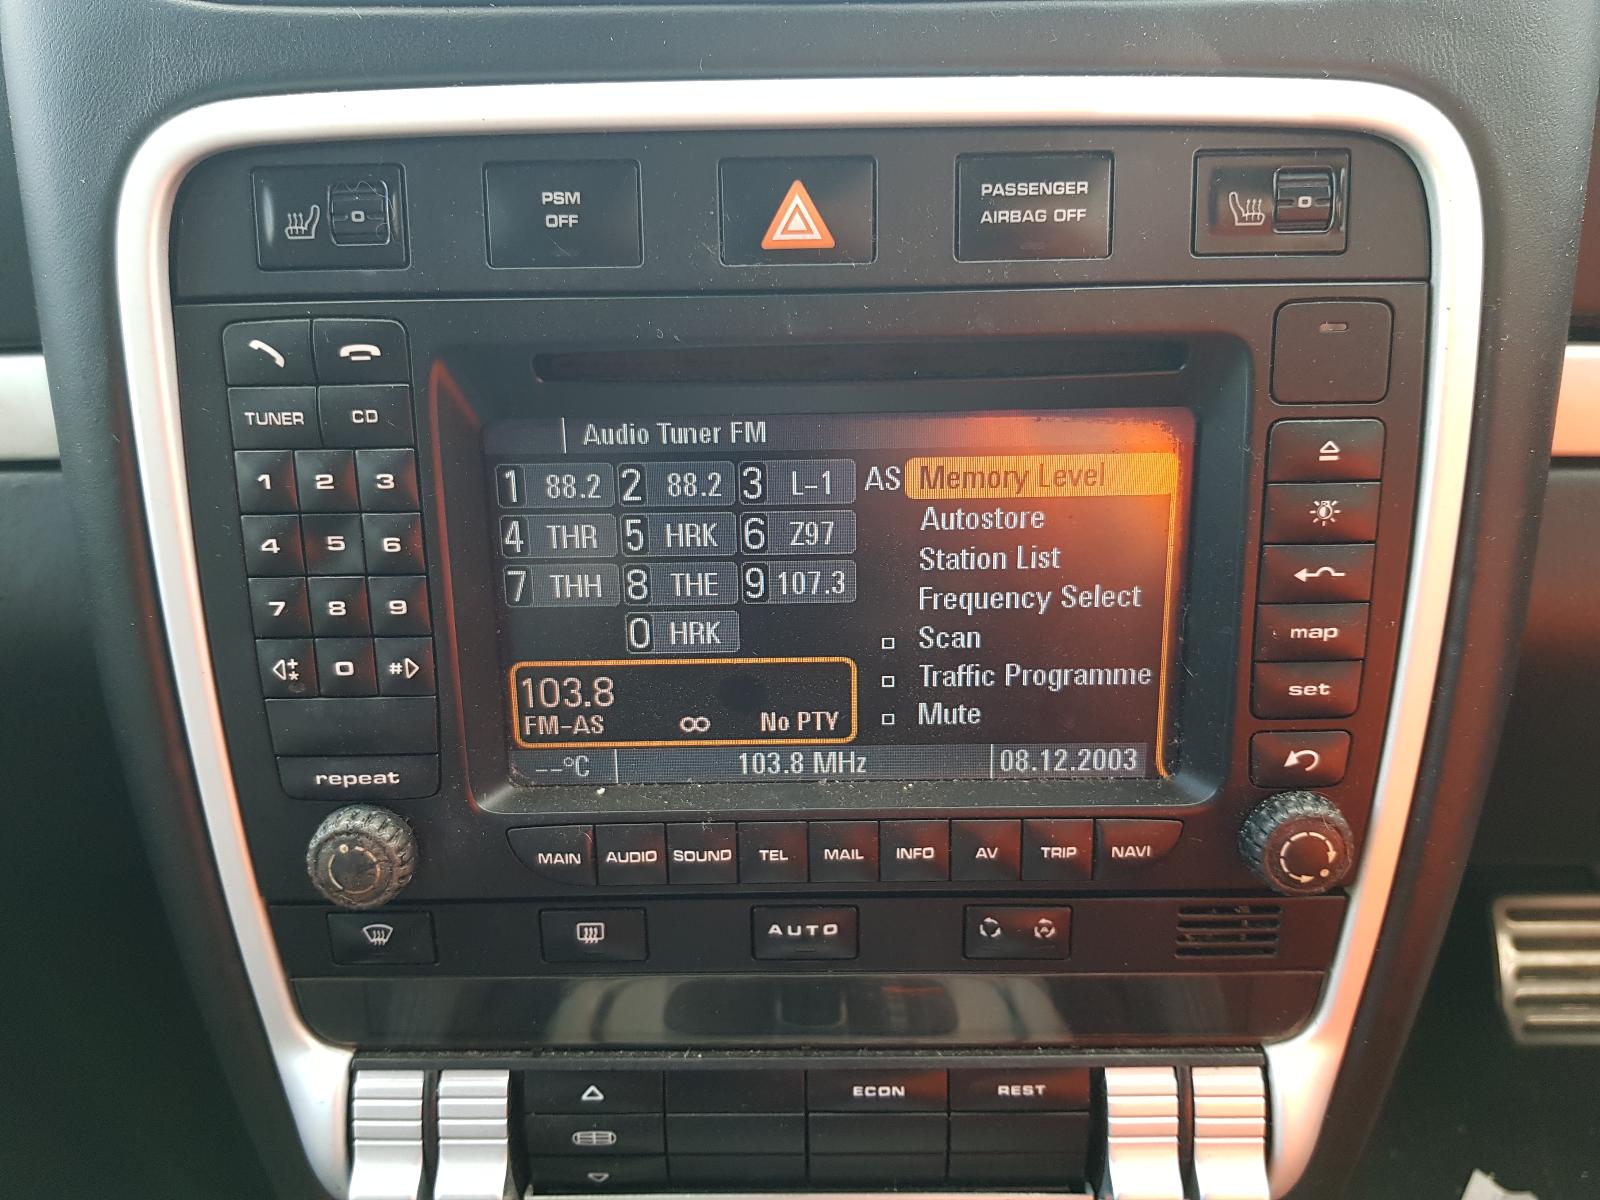 PSM
OFF
PASSENGER
AIRBAG OFF
TUNER CD
1 2 3
4 5 6
7 8 9
0 #
repeat
Audio Tuner FM
1 88.2 2 88.2 3 L-1
4 THR 5 HRK 6 Z97
7 THH 8 THE 9 107.3
0 HRK
103.8
FM-AS No PTY
AS Memory Level
Autostore
Station List
Frequency Select
Scan
Traffic Programme
Mute
--°C 103.8 MHz 08.12.2003
map
set
MAIN AUDIO SOUND TEL MAIL INFO AV TRIP NAVI
AUTO
ECON REST